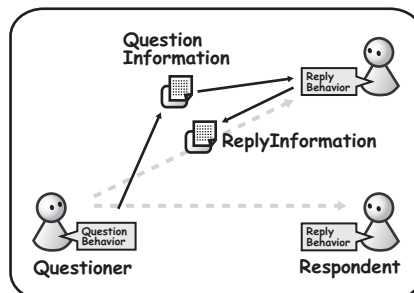 Question
Information
Reply
Behavior
ReplyInformation
Question
Behavior
Questioner
Reply
Behavior
Respondent